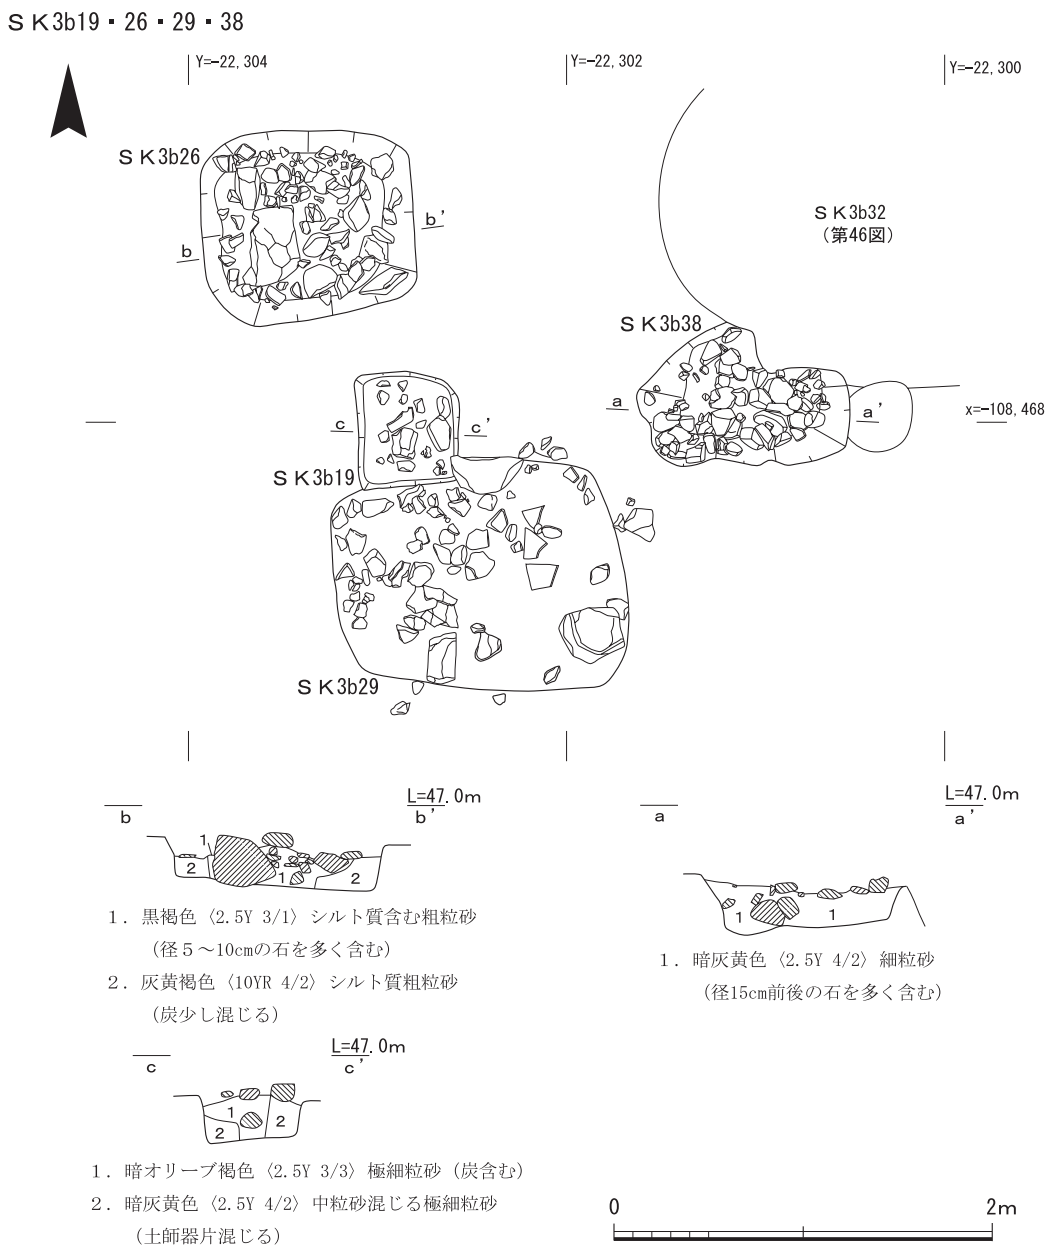 ＳＫ3b19・26・29・38
Y=-22,304
Y=-22,302
Y=-22,300
ＳＫ3b26
b
b'
ＳＫ3b32
（第46図）
ＳＫ3b38
a
a'
x=-108,468
c
c'
ＳＫ3b19
ＳＫ3b29
b
L=47.0m
b'
1
2
1
2
1．黒褐色〈2.5Y 3/1〉シルト質含む粗粒砂
（径５～10cmの石を多く含む）
2．灰黄褐色〈10YR 4/2〉シルト質粗粒砂
（炭少し混じる）
a
L=47.0m
a'
1
1
1．暗灰黄色〈2.5Y 4/2〉細粒砂
（径15cm前後の石を多く含む）
c
L=47.0m
c'
1
2
2
1．暗オリーブ褐色〈2.5Y 3/3〉極細粒砂（炭含む）
2．暗灰黄色〈2.5Y 4/2〉中粒砂混じる極細粒砂
（土師器片混じる）
0
2m